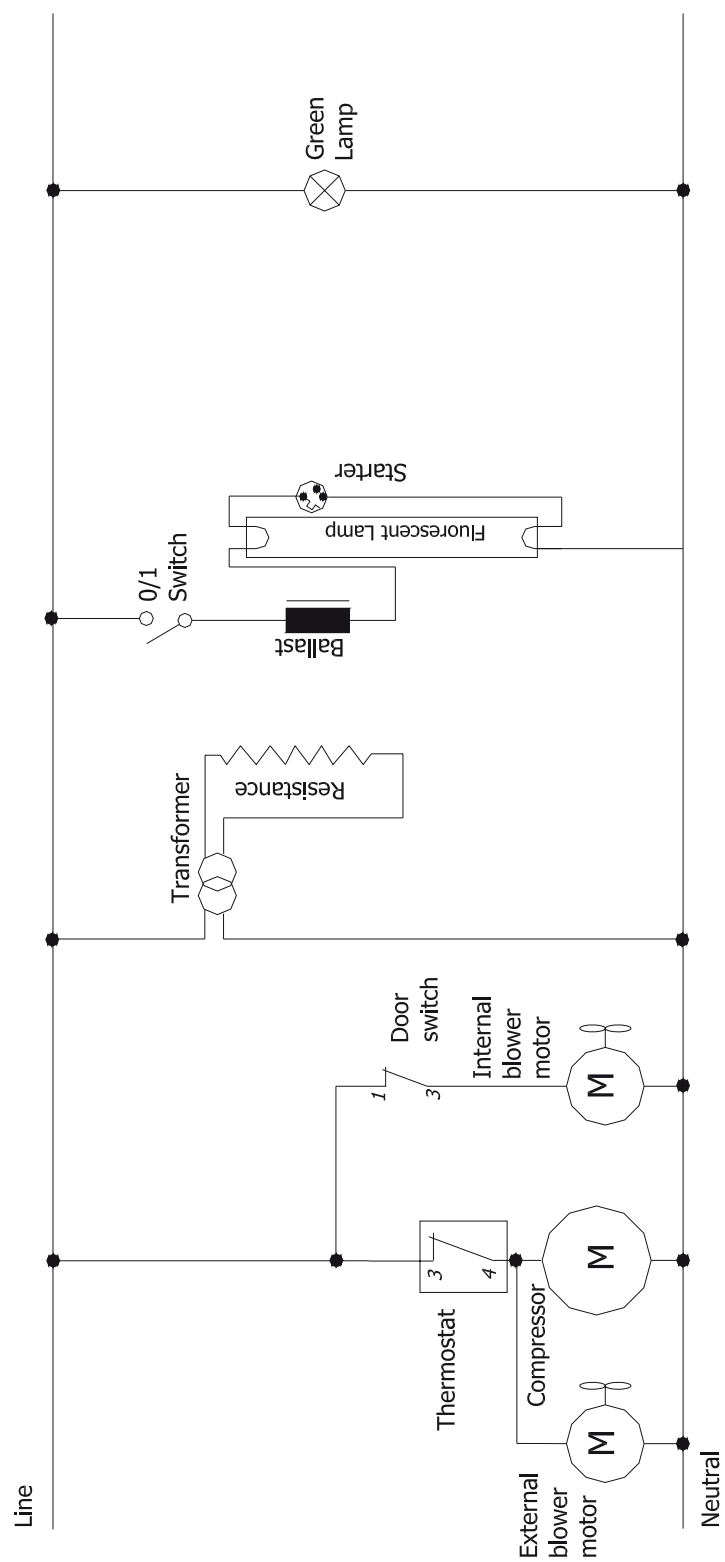 Line
Neutral
External
blower
motor
M
Compressor
M
Thermostat
3
4
Internal
blower
motor
M
Door
switch
1
3
Transformer
Resistance
0/1
Switch
Ballast
Fluorescent Lamp
Starter
Green
Lamp